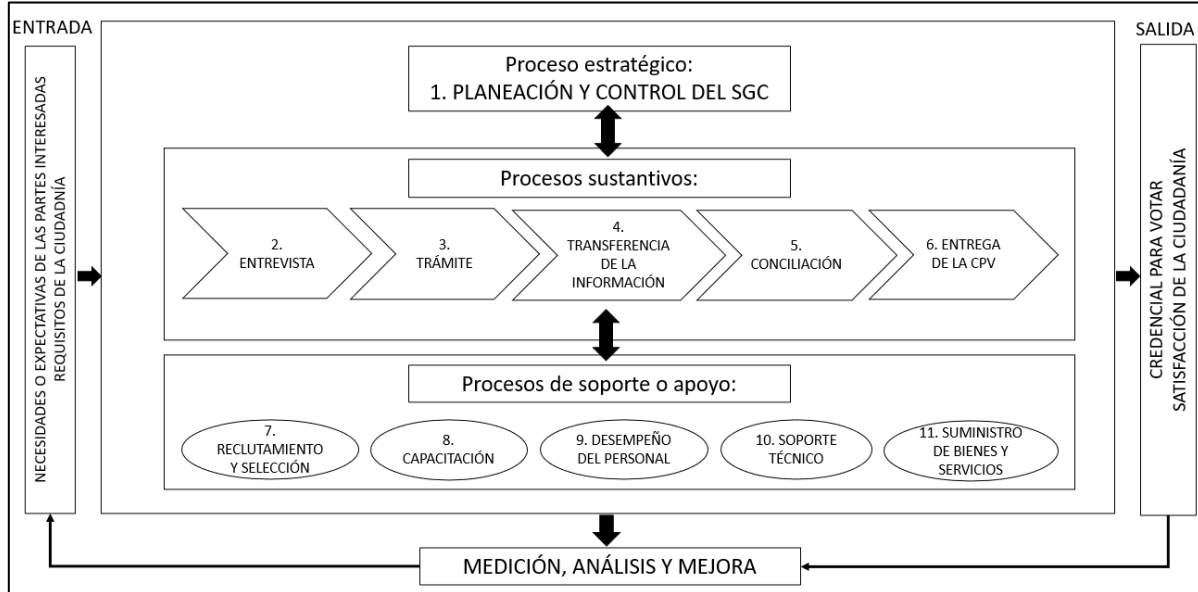 ENTRADA
SALIDA
NECESIDADES O EXPECTATIVAS DE LAS PARTES INTERESADAS
REQUISITOS DE LA CIUDADNÍA
Proceso estratégico:
1. PLANEACIÓN Y CONTROL DEL SGC
Procesos sustantivos:
2.
ENTREVISTA
3.
TRÁMITE
4.
TRANSFERENCIA
DE LA
INFORMACIÓN
5.
CONCILIACIÓN
6. ENTREGA
DE LA CPV
Procesos de soporte o apoyo:
7.
RECLUTAMIENTO
Y SELECCIÓN
8.
CAPACITACIÓN
9. DESEMPEÑO
DEL PERSONAL
10. SOPORTE
TÉCNICO
11. SUMINISTRO
DE BIENES Y
SERVICIOS
CREDENCIAL PARA VOTAR
SATISFACCIÓN DE LA CIUDADANÍA
MEDICIÓN, ANÁLISIS Y MEJORA